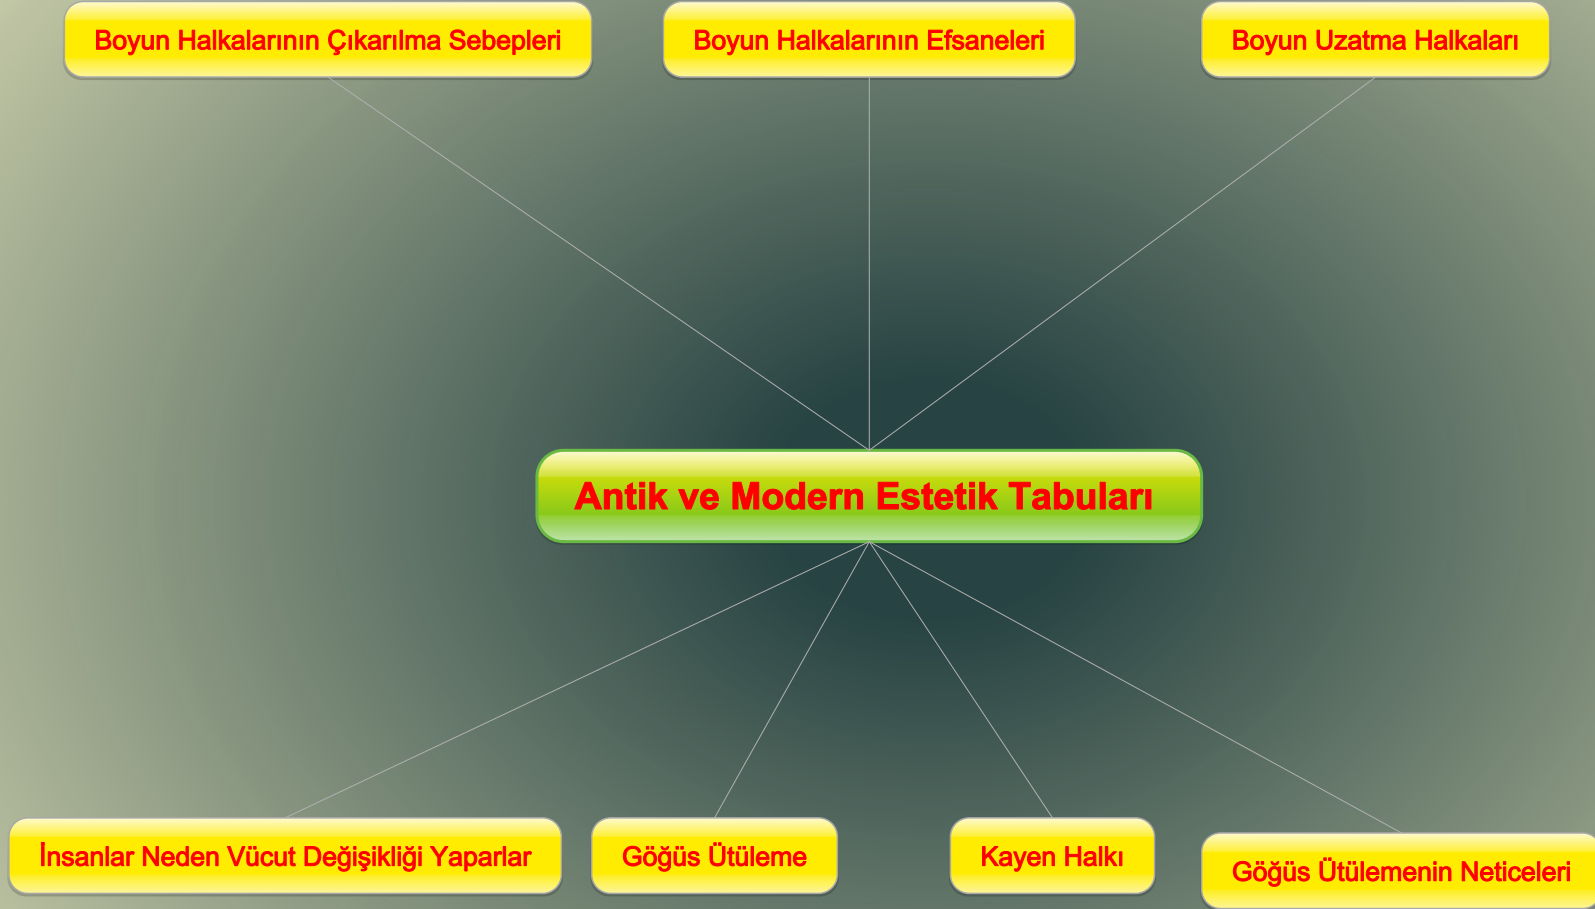 Boyun Halkalarının Çıkarılma Sebepleri
Boyun Halkalarının Efsaneleri
Boyun Uzatma Halkaları
Antik ve Modern Estetik Tabuları
İnsanlar Neden Vücut Değişikliği Yaparlar
Göğüs Ütüleme
Kayen Halkı
Göğüs Ütülemenin Neticeleri